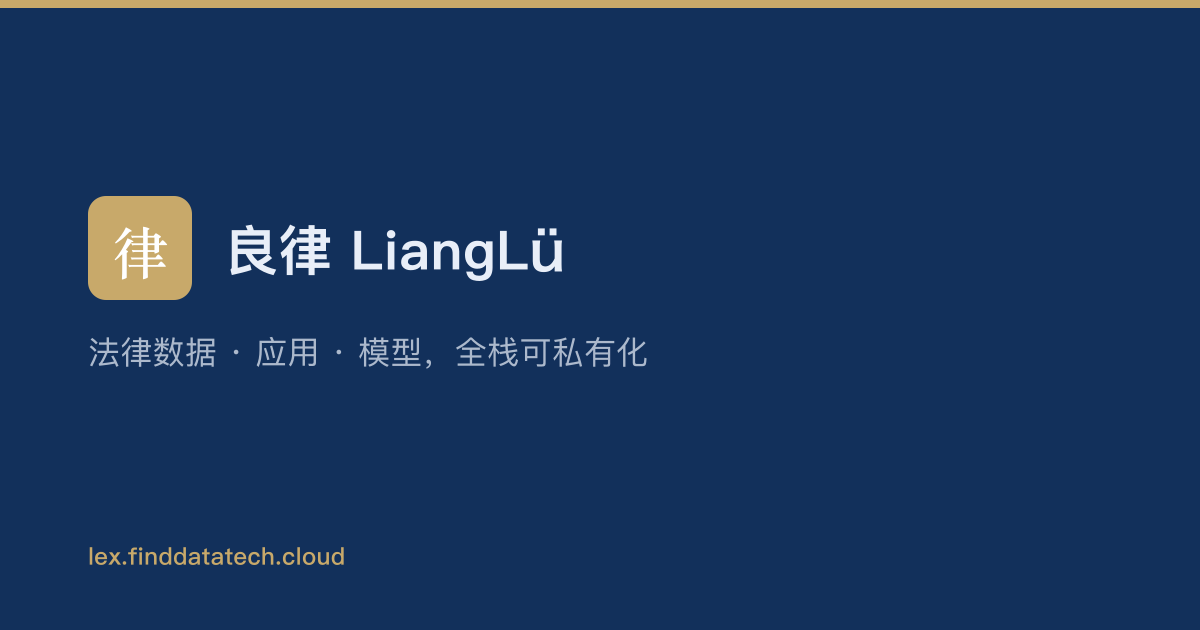 律
良律 LiangLü
法律数据 · 应用 · 模型，全栈可私有化
lex.finddatatech.cloud